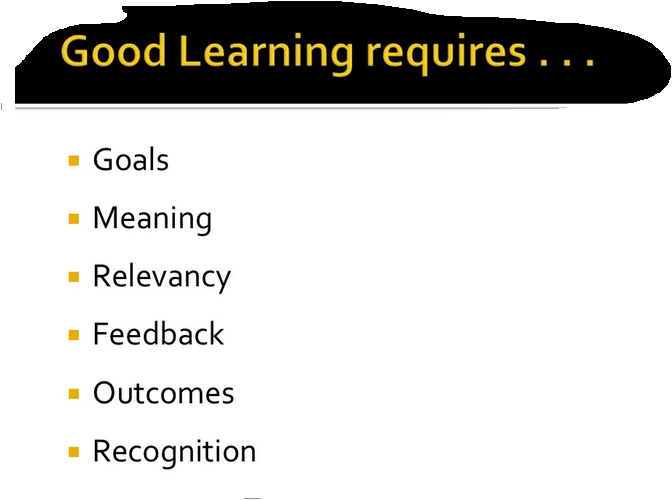 Good Learning requires . . .
Goals
Meaning
Relevancy
Feedback
Outcomes
Recognition